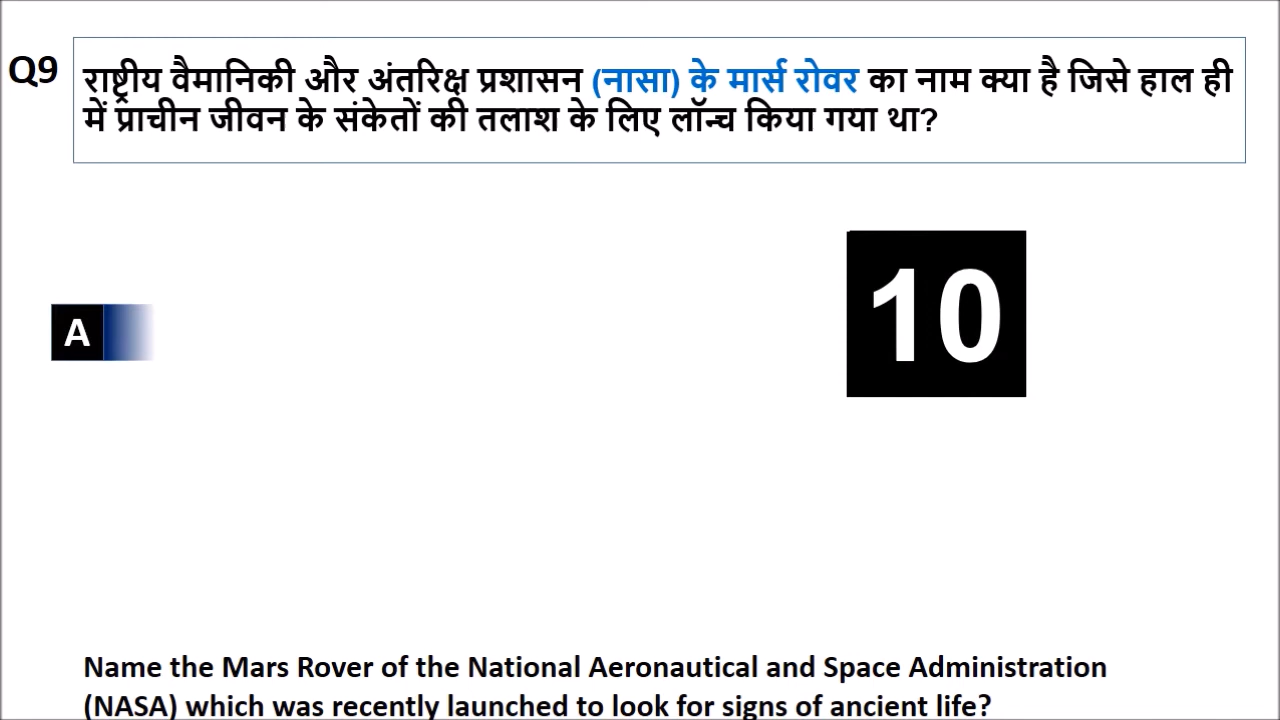 Q9
राष्ट्रीय वैमानिकी और अंतरिक्ष प्रशासन (नासा) के मार्स रोवर का नाम क्या है जिसे हाल ही
में प्राचीन जीवन के संकेतों की तलाश के लिए लॉन्च किया गया था?
10
A
Name the Mars Rover of the National Aeronautical and Space Administration
(NASA) which was recently launched to look for signs of ancient life?